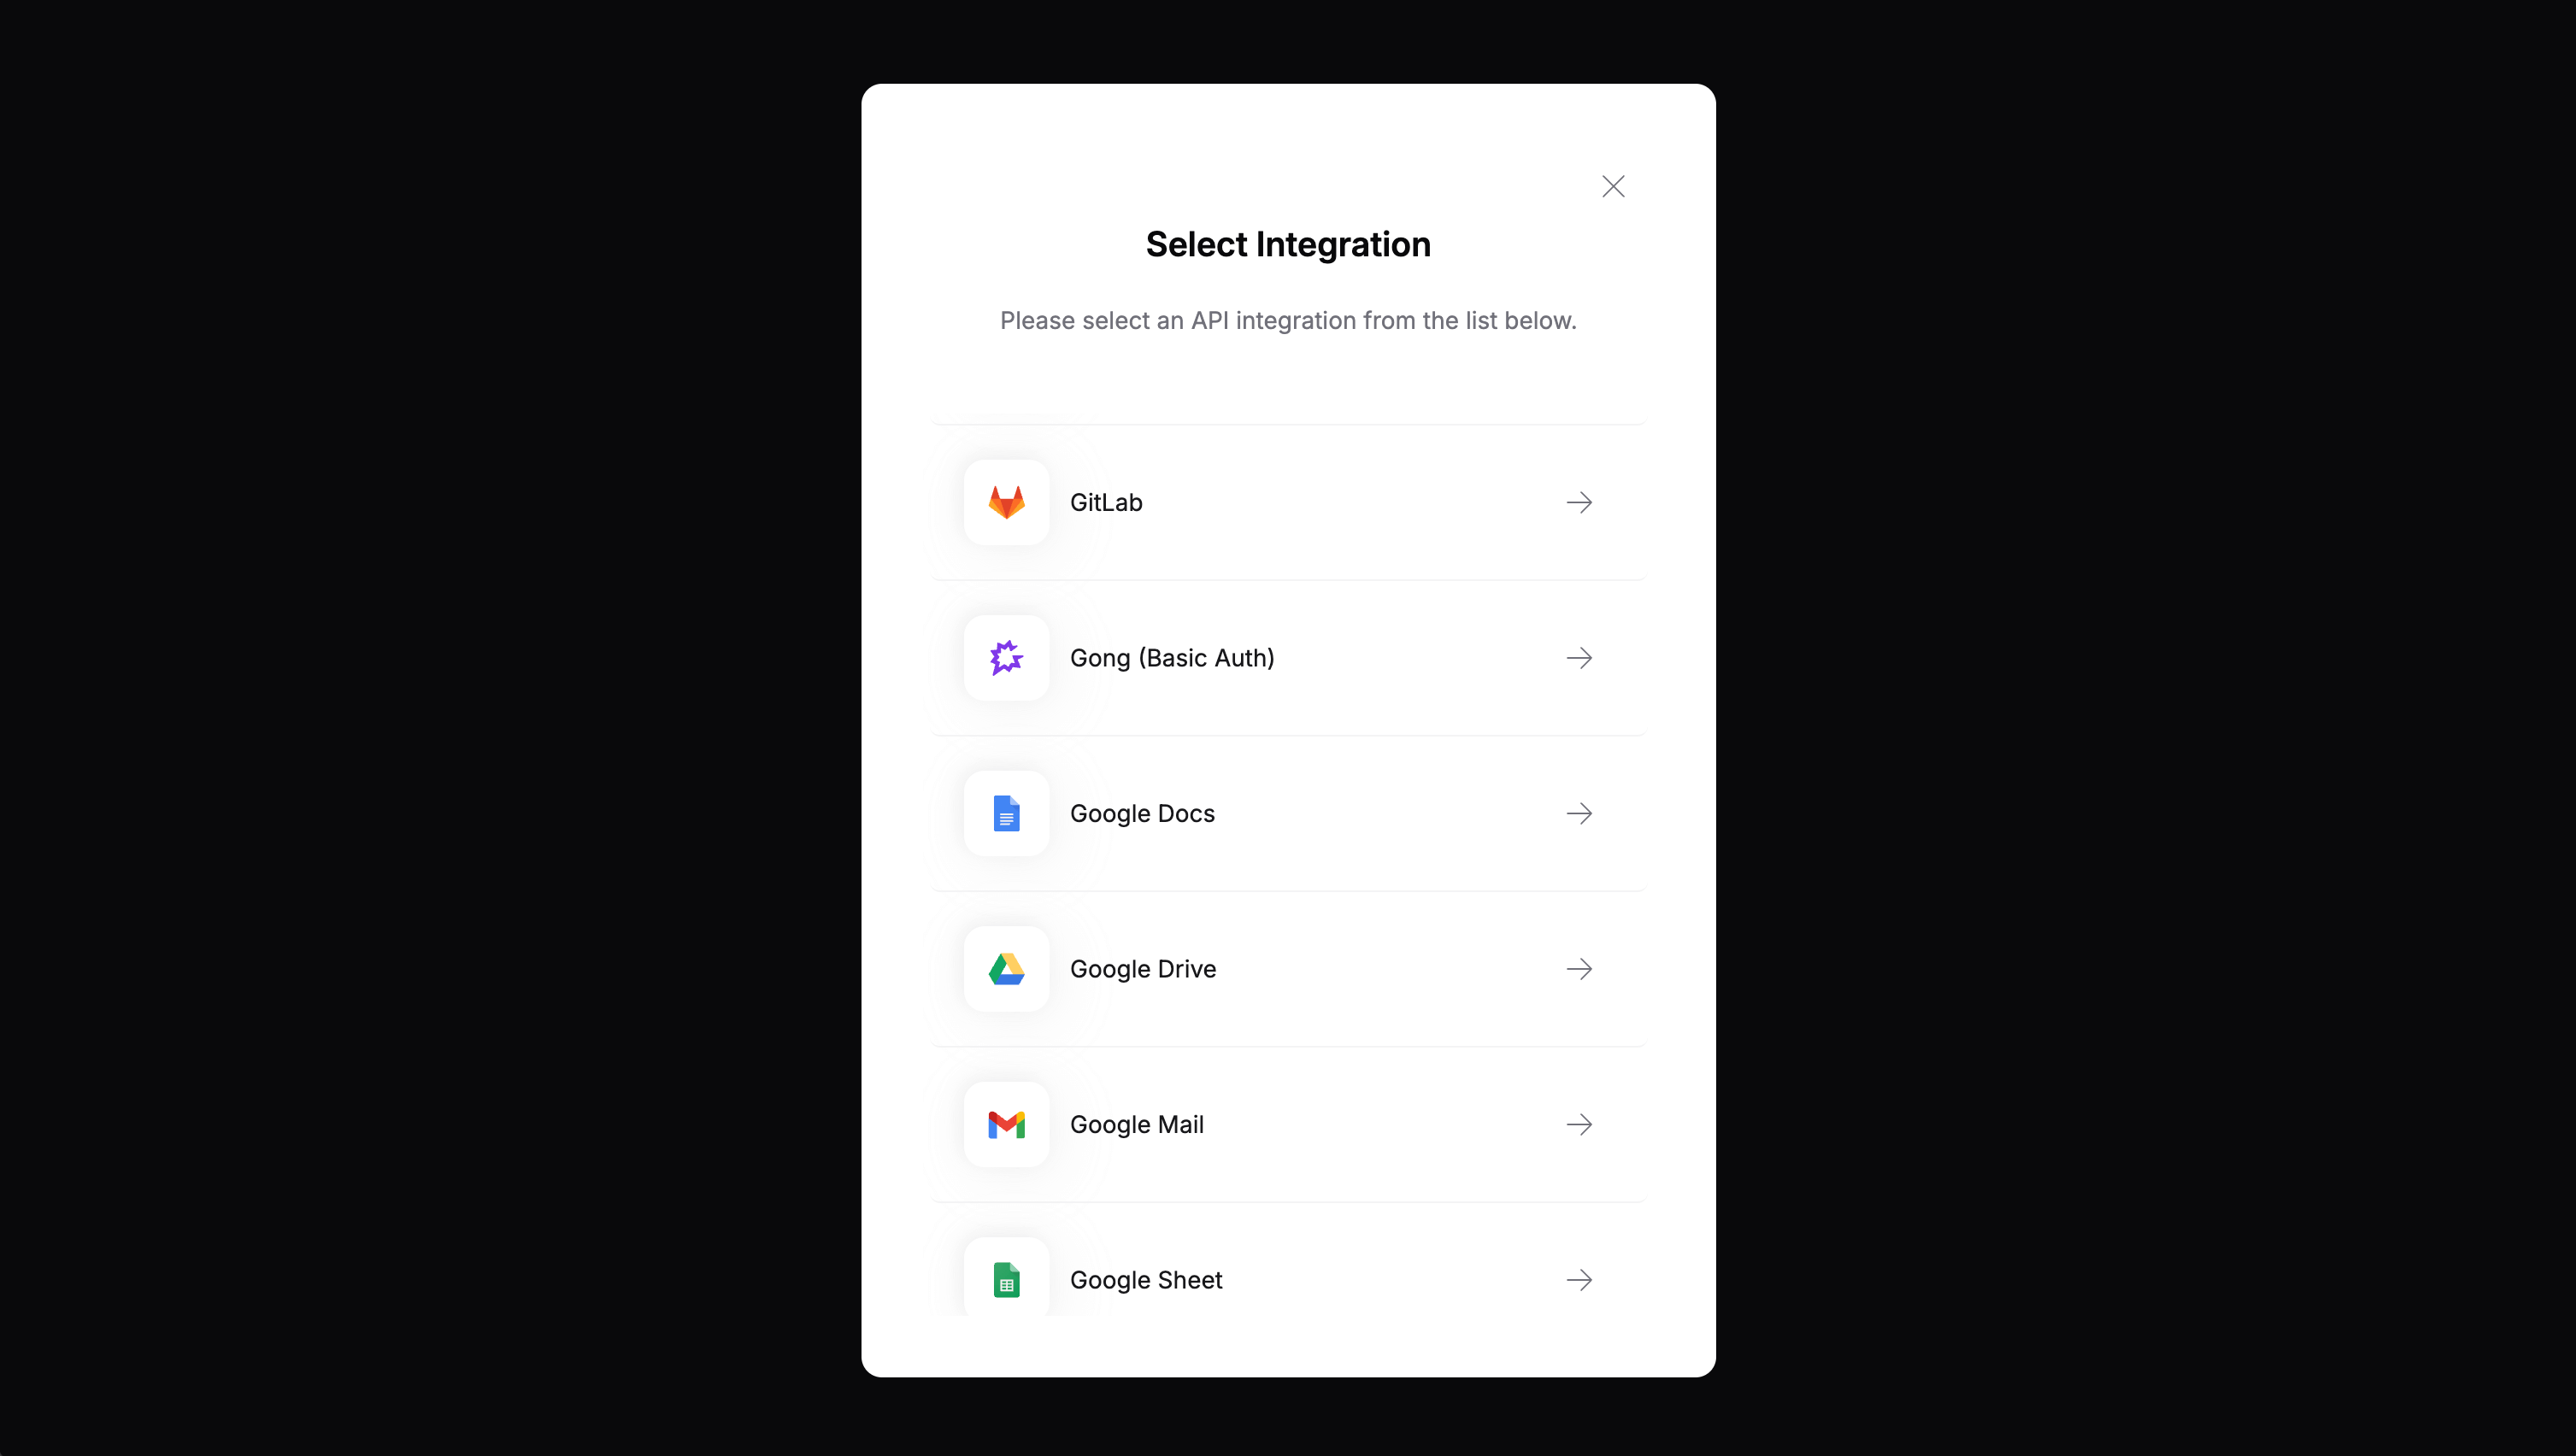 Select Integration
Please select an API integration from the list below.
GitLab
Gong (Basic Auth)
Google Docs
Google Drive
Google Mail
Google Sheet